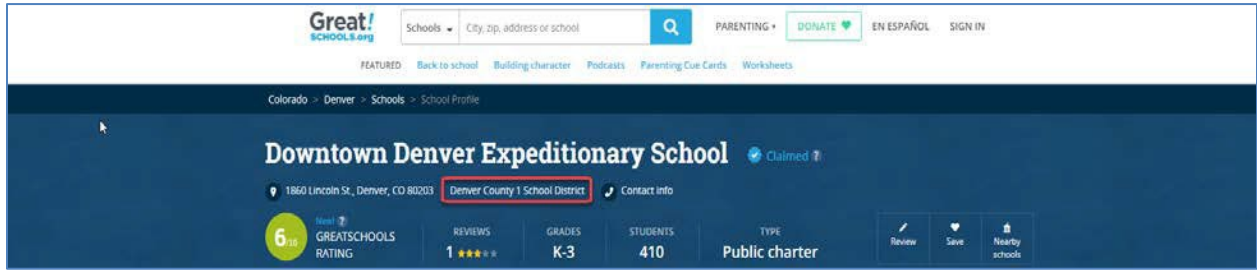 Great!
SCHOOLS.org
Schools City, zip, address or school PARENTING DONATE EN ESPAÑOL SIGN IN
FEATURED Back to school Building character Podcasts Parenting Cue Cards Worksheets
Colorado > Denver > Schools > School Profile
Downtown Denver Expeditionary School Claimed ?
1860 Lincoln St., Denver, CO 80203 Denver County 1 School District Contact info
6/10
New! ?
GREATSCHOOLS
RATING
REVIEWS
1
GRADES
K-3
STUDENTS
410
TYPE
Public charter
Review
Save
Nearby
schools